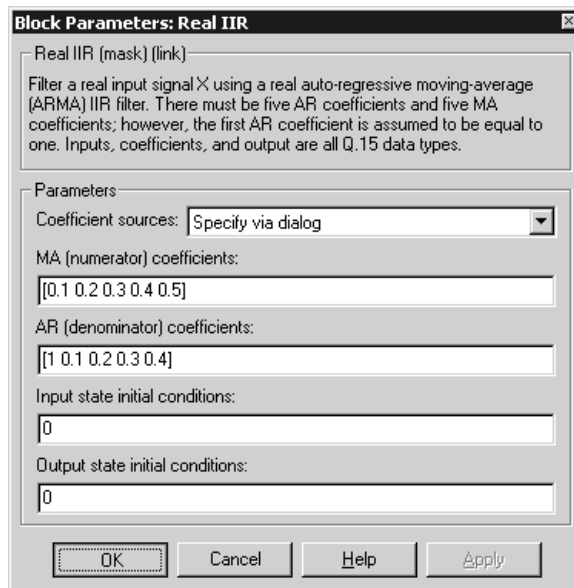 Block Parameters: Real IIR
Real IIR (mask) (link)
Filter a real input signal X using a real auto-regressive moving-average
(ARMA) IIR filter. There must be five AR coefficients and five MA
coefficients; however, the first AR coefficient is assumed to be equal to
one. Inputs, coefficients, and output are all Q.15 data types.
Parameters
Coefficient sources: Specify via dialog
MA (numerator) coefficients:
[0.1 0.2 0.3 0.4 0.5]
AR (denominator) coefficients:
[1 0.1 0.2 0.3 0.4]
Input state initial conditions:
0
Output state initial conditions:
0
OK Cancel Help Apply